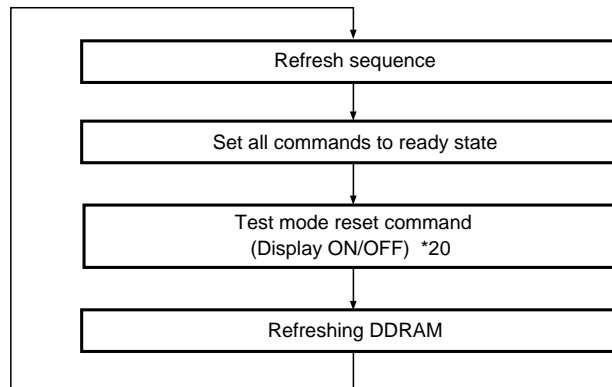 Refresh sequence
Set all commands to ready state
Test mode reset command
(Display ON/OFF) *20
Refreshing DDRAM